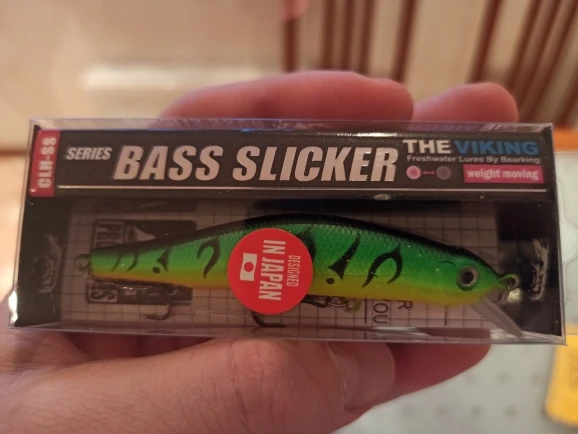 CLH-SS
SERIES
BASS SLICKER
THE VIKING
Freshwater Lures By Bearking
weight moving
DESIGNED
IN JAPAN